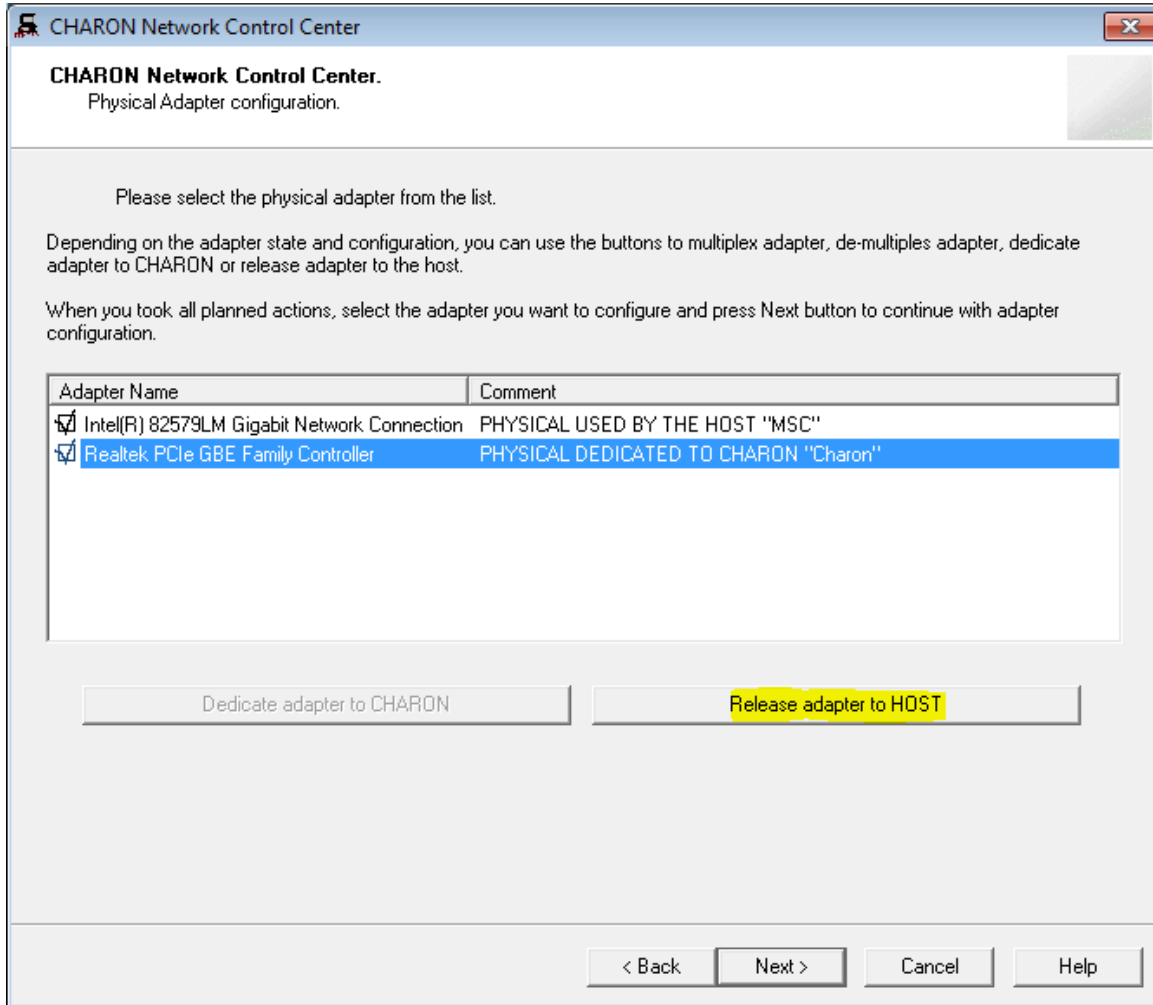 CHARON Network Control Center
CHARON Network Control Center.
Physical Adapter configuration.
Please select the physical adapter from the list.
Depending on the adapter state and configuration, you can use the buttons to multiplex adapter, de-multiples adapter, dedicate
adapter to CHARON or release adapter to the host.
When you took all planned actions, select the adapter you want to configure and press Next button to continue with adapter
configuration.
Adapter Name Comment
Intel(R) 82579LM Gigabit Network Connection PHYSICAL USED BY THE HOST "MSC"
Realtek PCIe GBE Family Controller PHYSICAL DEDICATED TO CHARON "Charon"
Dedicate adapter to CHARON Release adapter to HOST
< Back Next > Cancel Help